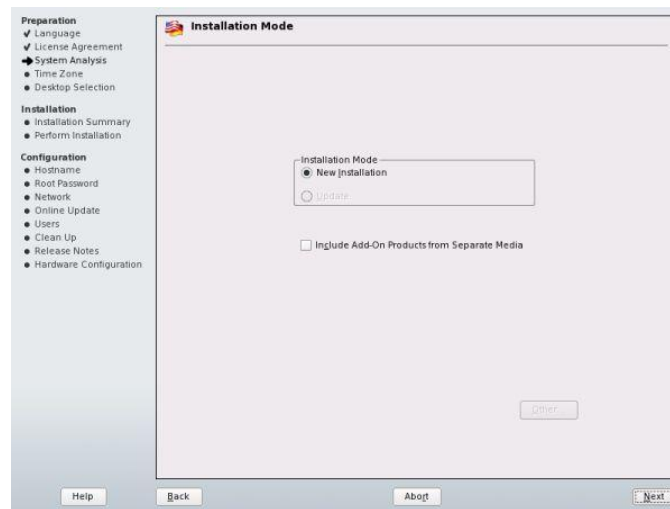 Preparation
Language
License Agreement
System Analysis
Time Zone
Desktop Selection
Installation
Installation Summary
Perform Installation
Configuration
Hostname
Root Password
Network
Online Update
Users
Clean Up
Release Notes
Hardware Configuration
Installation Mode
Installation Mode
New Installation
Update
Include Add-On Products from Separate Media
Other...
Help
Back
Abort
Next